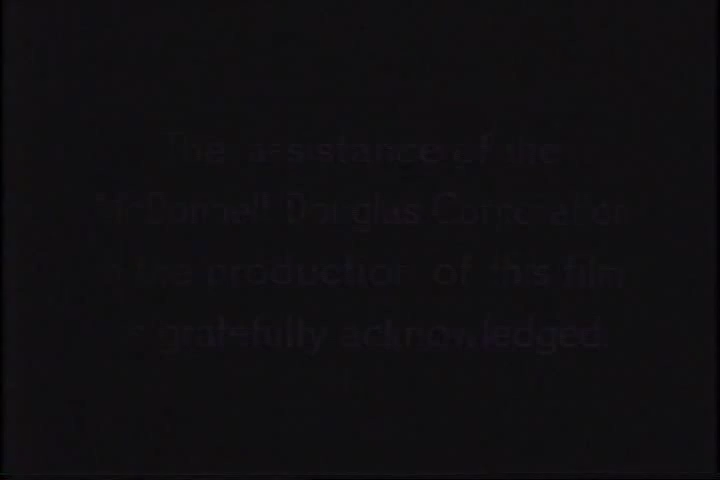 The assistance of the
McDonnell Douglas Corporation
in the production of this film
is gratefully acknowledged.